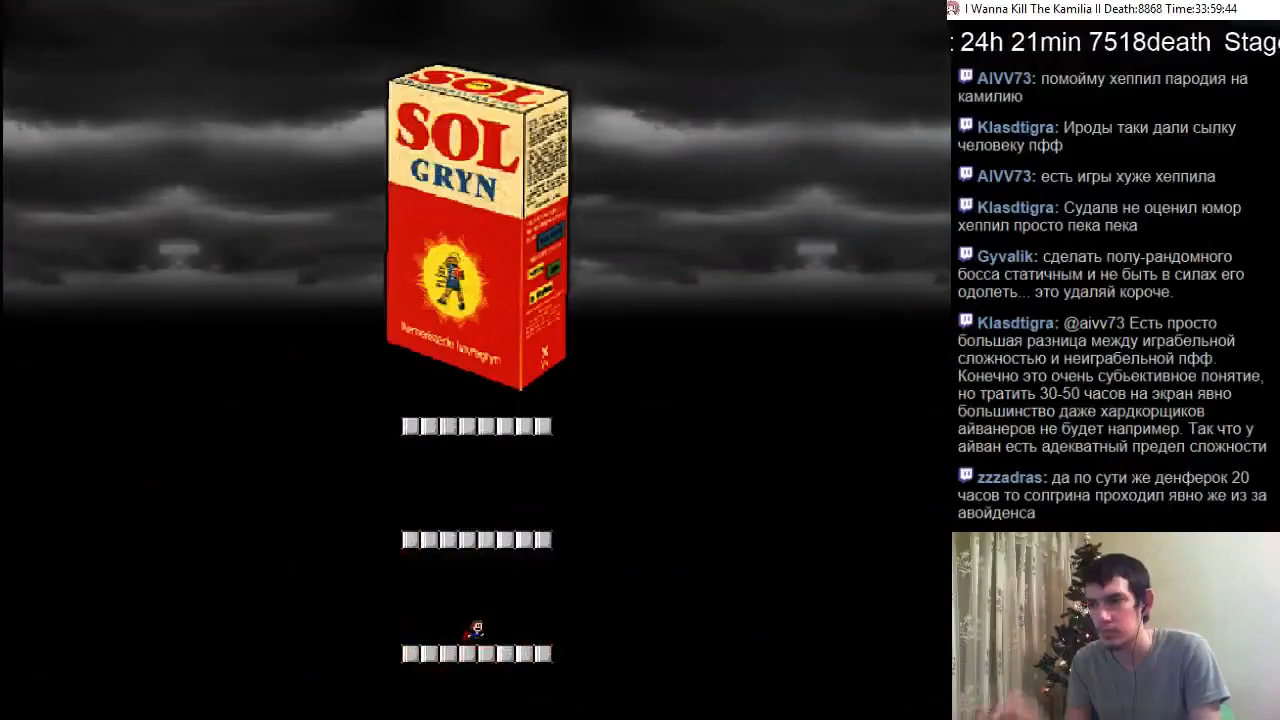 I Wanna Kill The Kamilia II Death:8868 Time:33:59:44
: 24h 21min 7518death Stag
AIVV73: помойму хеппил пародия на
камилию
Klasdtigra: Ироды таки дали сылку
человеку пфф
AIVV73: есть игры хуже хеппила
Klasdtigra: Судалв не оценил юмор
хеппил просто пека пека
Gyvalik: сделать полу-рандомного
босса статичным и не быть в силах его
одолеть... это удаляй короче.
Klasdtigra: @aivv73 Есть просто
большая разница между играбельной
сложностью и неиграбельной пфф.
Конечно это очень субьективное понятие,
но тратить 30-50 часов на экран явно
большинство даже хардкорщиков
айванеров не будет например. Так что у
айван есть адекватный предел сложности
zzzadras: да по сути же денферок 20
часов то солгрина проходил явно же из за
авойденса
SOL
SOL
GRYN